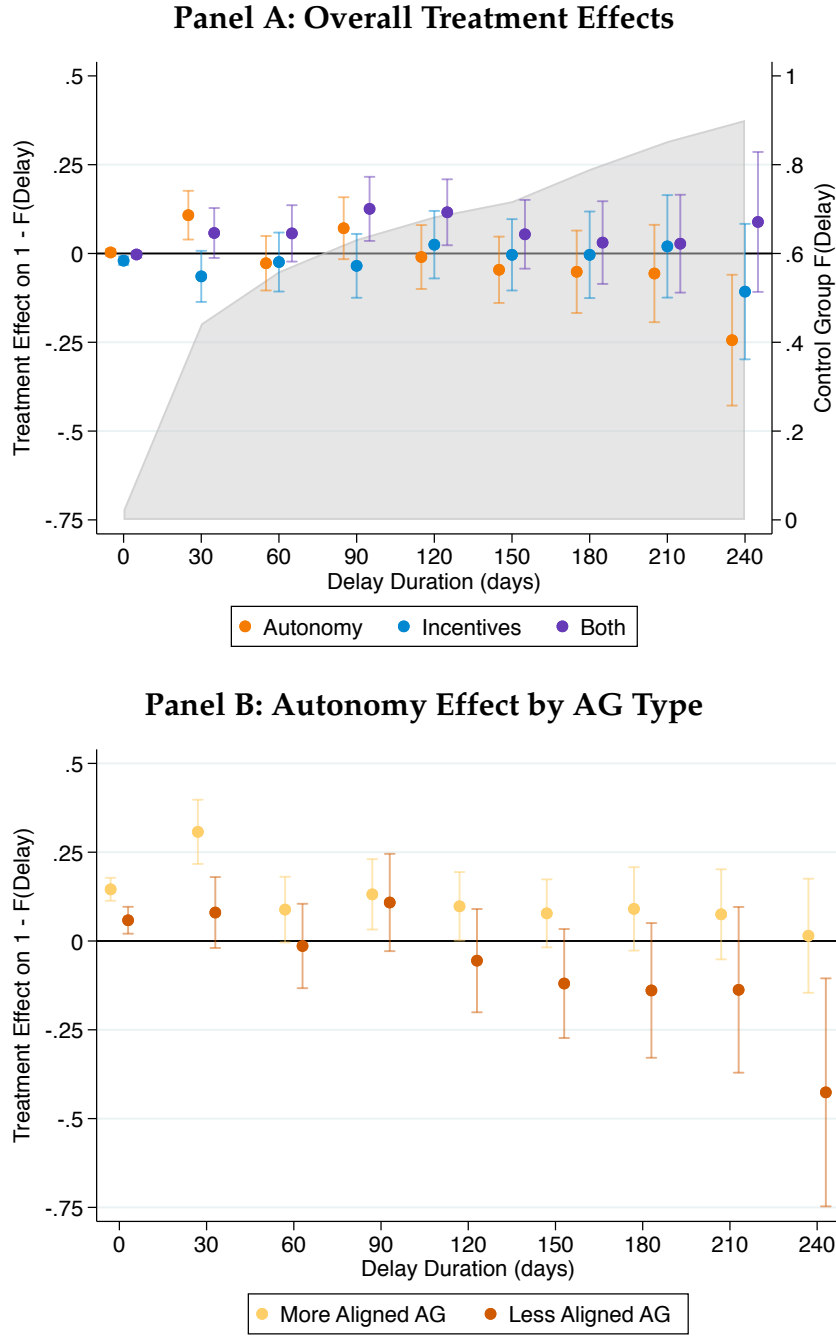 Panel A: Overall Treatment Effects
Treatment Effect on 1 - F(Delay)
.5
.25
0
-.25
-.5
-.75
1
.8
.6
.4
.2
0
Control Group F(Delay)
0 30 60 90 120 150 180 210 240
Delay Duration (days)
Autonomy Incentives Both
Panel B: Autonomy Effect by AG Type
Treatment Effect on 1 - F(Delay)
.5
.25
0
-.25
-.5
-.75
0 30 60 90 120 150 180 210 240
Delay Duration (days)
More Aligned AG Less Aligned AG